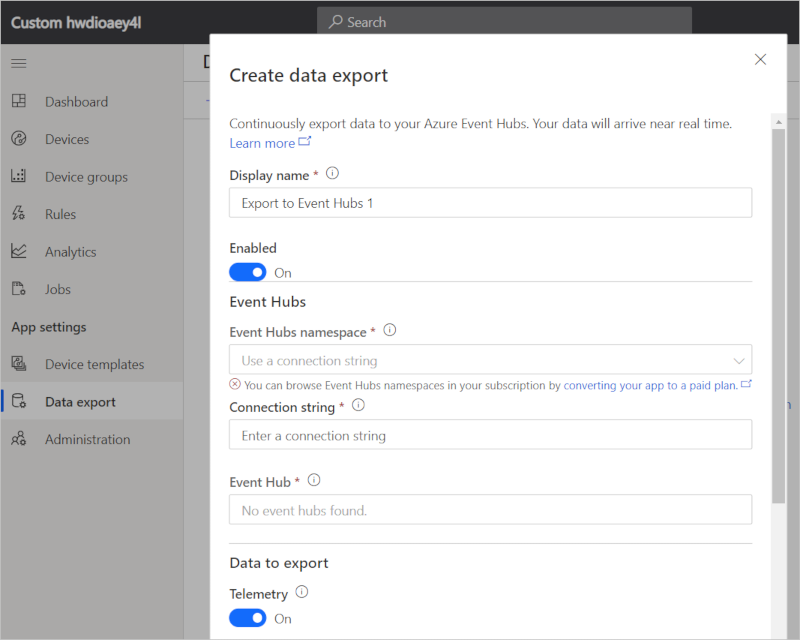 Custom hwdioaey4l
Search
Dashboard
Devices
Device groups
Rules
Analytics
Jobs
App settings
Device templates
Data export
Administration
Create data export
Continuously export data to your Azure Event Hubs. Your data will arrive near real time.
Learn more
Display name *
Export to Event Hubs 1
Enabled
On
Event Hubs
Event Hubs namespace *
Use a connection string
You can browse Event Hubs namespaces in your subscription by converting your app to a paid plan.
Connection string *
Enter a connection string
Event Hub *
No event hubs found.
Data to export
Telemetry
On